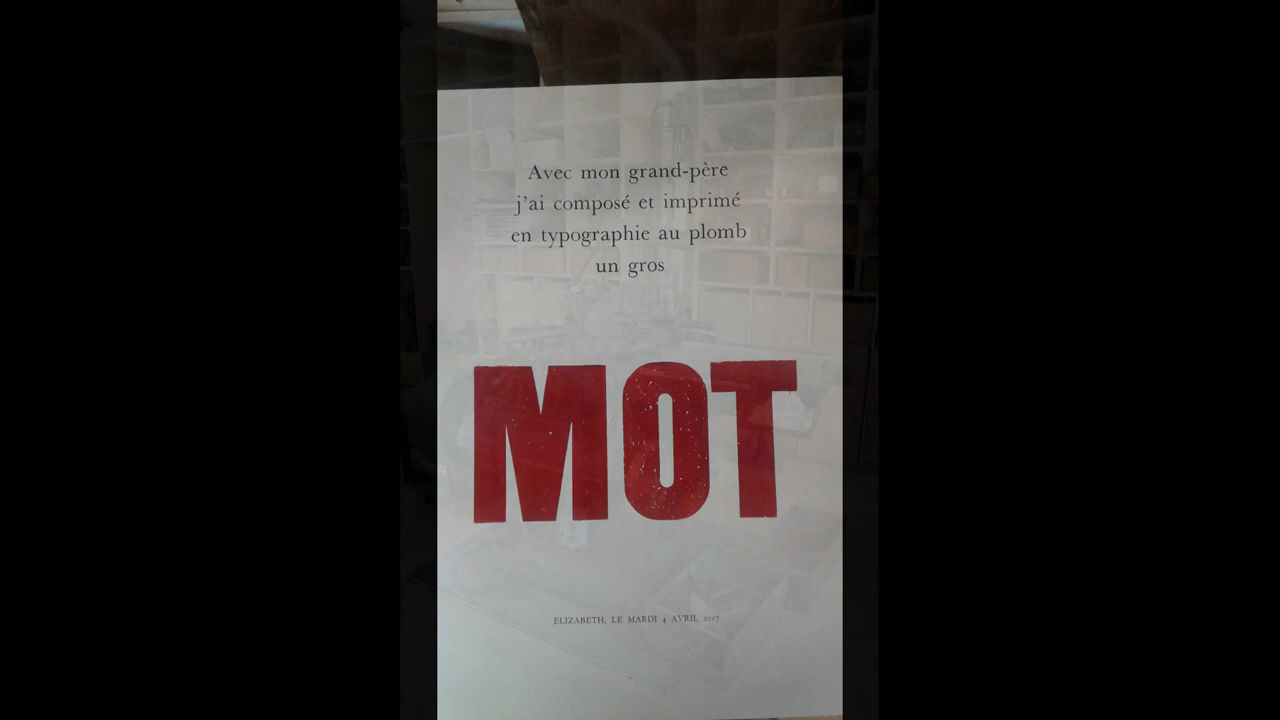 Avec mon grand-père
j'ai composé et imprimé
en typographie au plomb
un gros
MOT
ELIZABETH, LE MARDI 4 AVRIL 2017